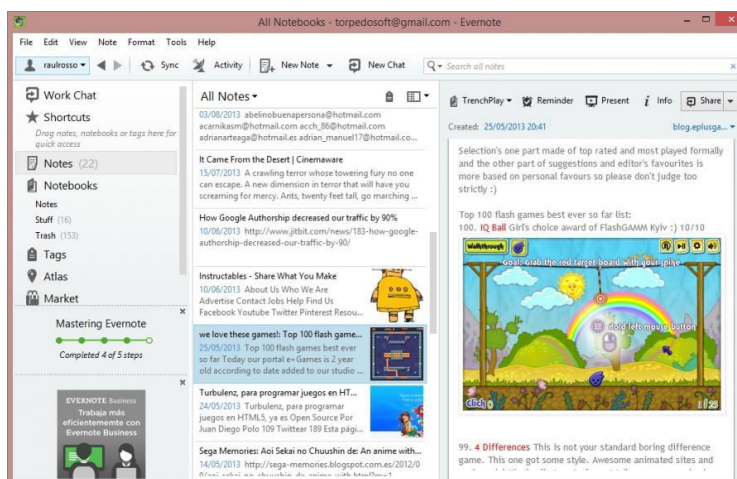 All Notebooks - torpedosoft@gmail.com - Evernote
File Edit View Note Format Tools Help
raulrosso Sync Activity New Note New Chat Search all notes
Work Chat
Shortcuts
Drag notes, notebooks or tags here for
quick access
Notes (22)
Notebooks
Notes
Stuff (16)
Trash (153)
Tags
Atlas
Market
Mastering Evernote
Completed 4 of 5 steps
EVERNOTE Business
Trabaja más
eficientemente con
Evernote Business
All Notes
03/08/2013 abelinobuenapersona@hotmail.com
acarnikasm@hotmail.com acch_86@hotmail.com
adrianarteaga@hotmail.com adrian_manuel17@hotmail.co...
It Came From the Desert | Cinemaware
15/07/2013 A crawling terror whose towering fury no one
can escape. A new dimension in terror that will have you
screaming for mercy. Ants, twenty feet tall, go marching ...
How Google Authorship decreased our traffic by 90%
10/06/2013 http://www.jitbit.com/news/183-how-google-
authorship-decreased-our-traffic-by-90/
Instructables - Share What You Make
10/06/2013 About Us Who We Are
Advertise Contact Jobs Help Find Us
Facebook Youtube Twitter Pinterest Resou...
we love these games!: Top 100 flash game...
25/05/2013 Top 100 flash games best ever
so far Today our portal e+Games is 2 year
old according to date added to our studio ...
Turbulenz, para programar juegos en HT...
24/05/2013 Turbulenz, para programar
juegos en HTML5, ya es Open Source Por
Juan Diego Polo 109 Twittear 189 Esta pági...
Sega Memories: Aoi Sekai no Chuushin de: An anime with...
14/05/2013 http://sega-memories.blogspot.com.es/2012/0
TrenchPlay Reminder Present Info Share
Created: 25/05/2013 20:41 blog.eplusga...
Selection's one part made of top rated and most played formally
and the other part of suggestions and editor's favourites is
more based on personal favours so please don't judge too
strictly :)
Top 100 flash games best ever so far list:
100. IQ Ball Girl's choice award of FlashGAMM Kyiv :) 10/10
Walkthrough
Goal: Grab the red target board with your spike
Hold left mouse button
1 / 25
99. 4 Differences This is not your standard boring difference
game. This one got some style. Awesome animated sites and